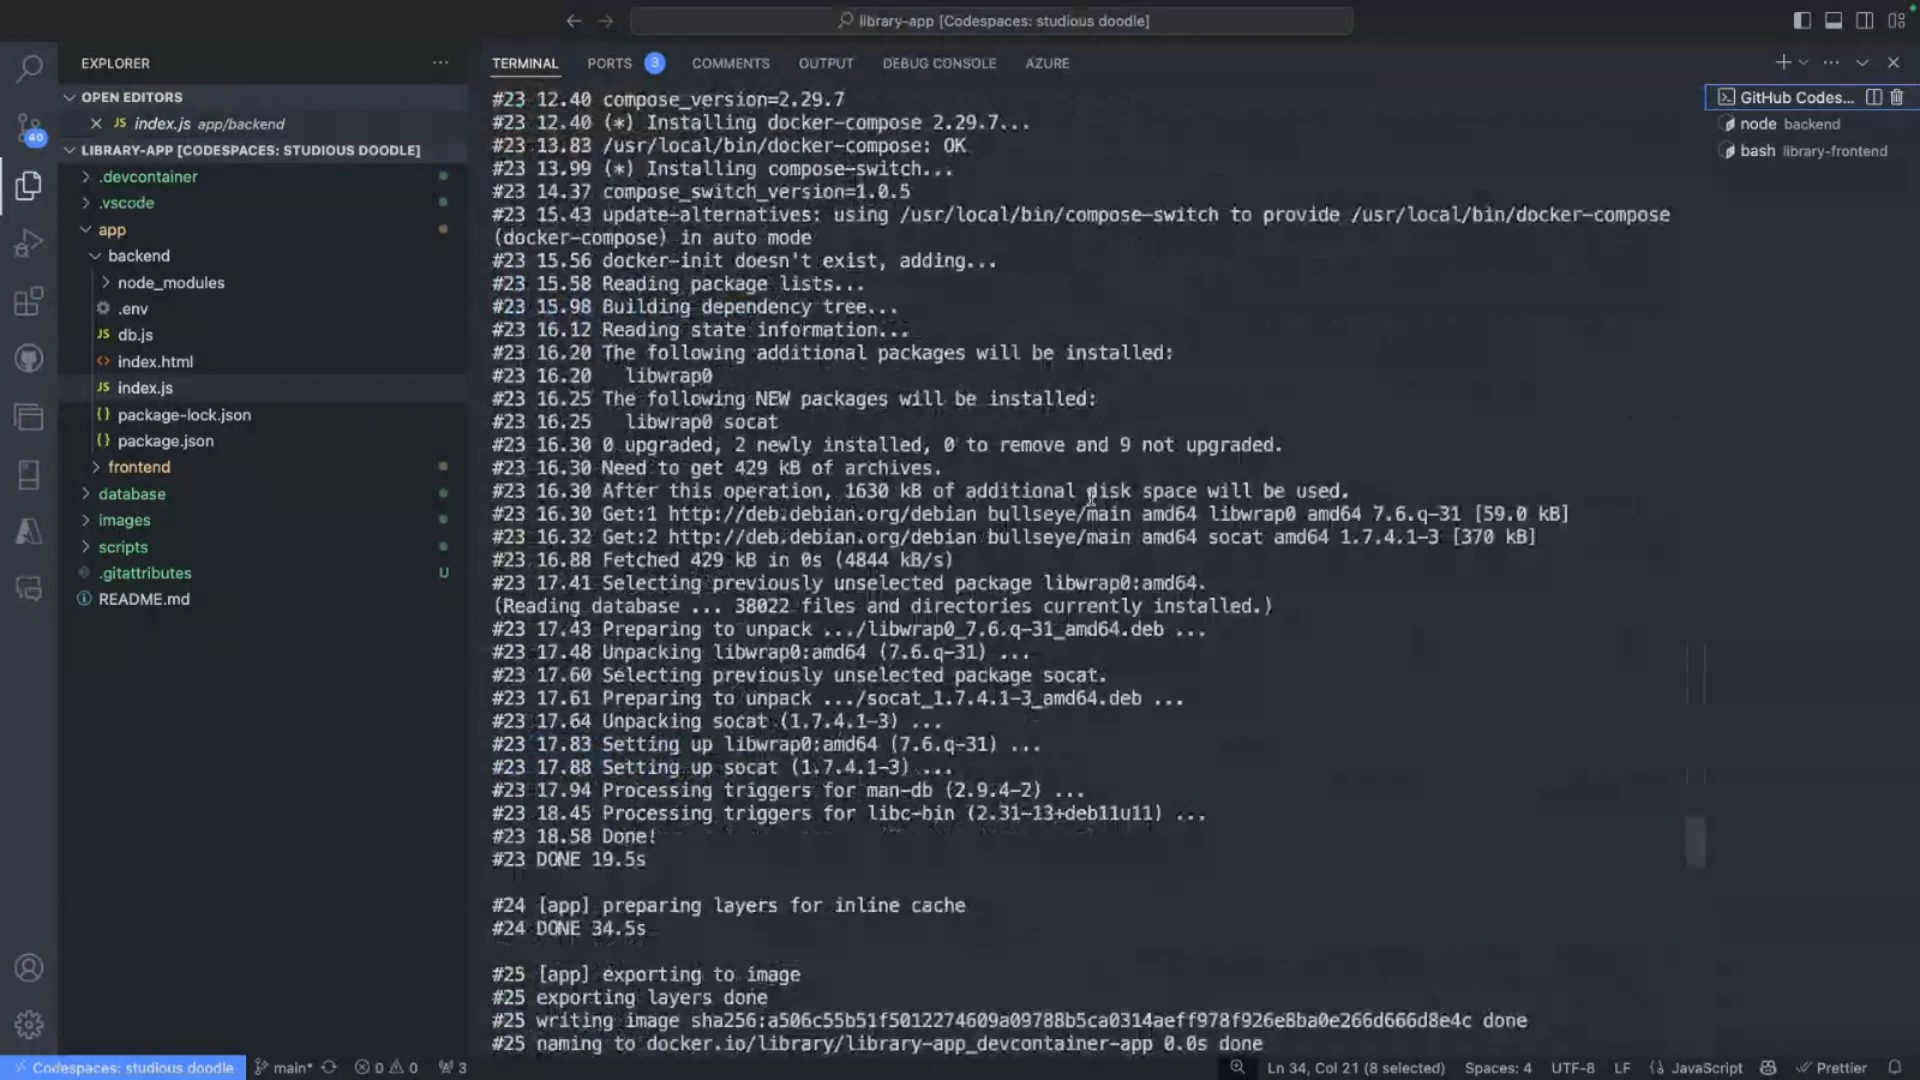 library-app [Codespaces: studious doodle]
EXPLORER
OPEN EDITORS
JS index.js app/backend
LIBRARY-APP [CODESPACES: STUDIOUS DOODLE]
.devcontainer
.vscode
app
backend
node_modules
.env
JS db.js
<> index.html
JS index.js
{} package-lock.json
{} package.json
frontend
database
images
scripts
.gitattributes U
README.md
40
TERMINAL PORTS 3 COMMENTS OUTPUT DEBUG CONSOLE AZURE
#23 12.40 compose_version=2.29.7
#23 12.40 (*) Installing docker-compose 2.29.7...
#23 13.83 /usr/local/bin/docker-compose: OK
#23 13.99 (*) Installing compose-switch...
#23 14.37 compose_switch_version=1.0.5
#23 15.43 update-alternatives: using /usr/local/bin/compose-switch to provide /usr/local/bin/docker-compose
(docker-compose) in auto mode
#23 15.56 docker-init doesn't exist, adding...
#23 15.58 Reading package lists...
#23 15.98 Building dependency tree...
#23 16.12 Reading state information...
#23 16.20 The following additional packages will be installed:
#23 16.20 libwrap0
#23 16.25 The following NEW packages will be installed:
#23 16.25 libwrap0 socat
#23 16.30 0 upgraded, 2 newly installed, 0 to remove and 9 not upgraded.
#23 16.30 Need to get 429 kB of archives.
#23 16.30 After this operation, 1630 kB of additional disk space will be used.
#23 16.30 Get:1 http://deb.debian.org/debian bullseye/main amd64 libwrap0 amd64 7.6.q-31 [59.0 kB]
#23 16.32 Get:2 http://deb.debian.org/debian bullseye/main amd64 socat amd64 1.7.4.1-3 [370 kB]
#23 16.88 Fetched 429 kB in 0s (4844 kB/s)
#23 17.41 Selecting previously unselected package libwrap0:amd64.
(Reading database ... 38022 files and directories currently installed.)
#23 17.43 Preparing to unpack .../libwrap0_7.6.q-31_amd64.deb ...
#23 17.48 Unpacking libwrap0:amd64 (7.6.q-31) ...
#23 17.60 Selecting previously unselected package socat.
#23 17.61 Preparing to unpack .../socat_1.7.4.1-3_amd64.deb ...
#23 17.64 Unpacking socat (1.7.4.1-3) ...
#23 17.83 Setting up libwrap0:amd64 (7.6.q-31) ...
#23 17.88 Setting up socat (1.7.4.1-3) ...
#23 17.94 Processing triggers for man-db (2.9.4-2) ...
#23 18.45 Processing triggers for libc-bin (2.31-13+deb11u11) ...
#23 18.58 Done!
#23 DONE 19.5s
#24 [app] preparing layers for inline cache
#24 DONE 34.5s
#25 [app] exporting to image
#25 exporting layers done
#25 writing image sha256:a506c55b51f5012274609a09788b5ca0314aeff978f926e8ba0e266d666d8e4c done
#25 naming to docker.io/library/library-app_devcontainer-app 0.0s done
GitHub Codes...
node backend
bash library-frontend
Codespaces: studious doodle main* 0 0 3 Ln 34, Col 21 (8 selected) Spaces: 4 UTF-8 LF {} JavaScript Prettier